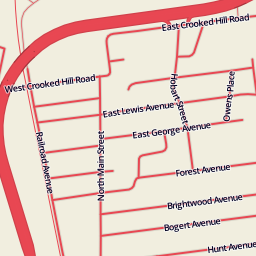 East Crooked Hill Road
West Crooked Hill Road
Hobart Street
Owens Place
East Lewis Avenue
East George Avenue
Railroad Avenue
North Main Street
Forest Avenue
Brightwood Avenue
Bogert Avenue
Hunt Avenue